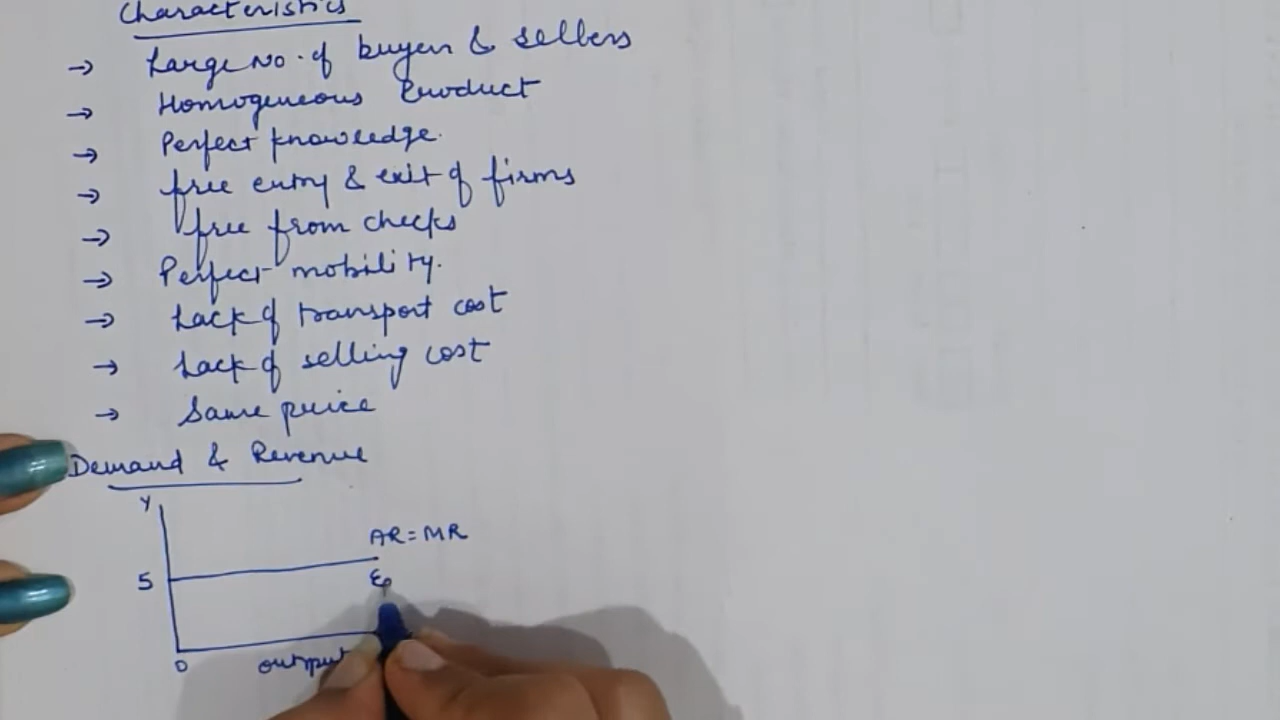 Characteristics
→ Large No. of buyers & sellers
→ Homogeneous Product
→ Perfect knowledge.
→ free entry & exit of firms
→ free from checks
→ Perfect mobility.
→ Lack of transport cost
→ Lack of selling cost
→ Same price
Demand & Revenue
Y
AR = MR
5
O output